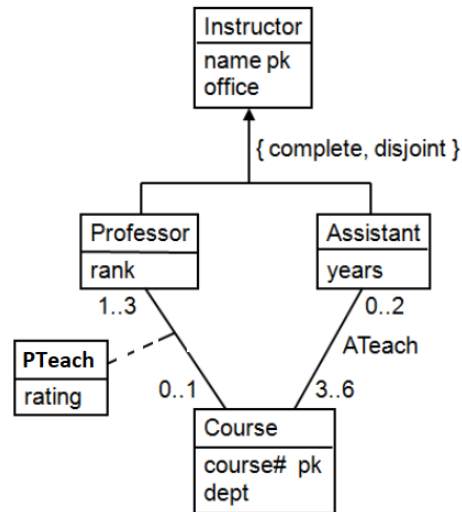 Instructor
name pk
office
{ complete, disjoint }
Professor
rank
Assistant
years
1..3
0..2
PTeach
rating
ATeach
0..1
3..6
Course
course# pk
dept